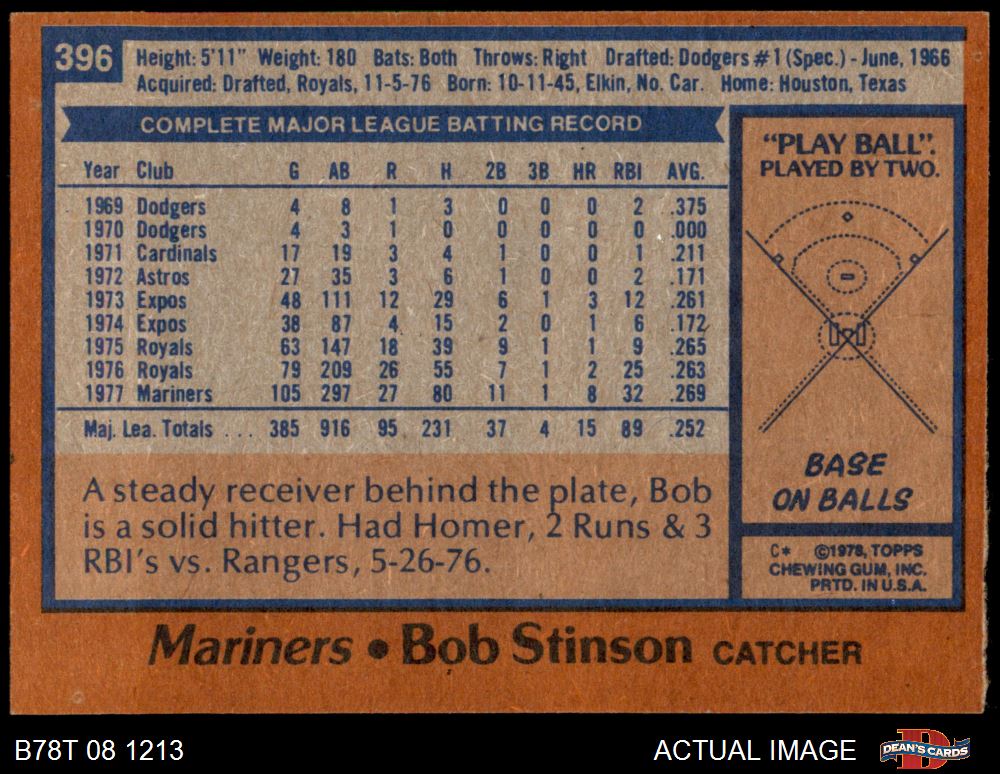 396
Height: 5'11" Weight: 180 Bats: Both Throws: Right Drafted: Dodgers #1 (Spec.) - June, 1966
Acquired: Drafted, Royals, 11-5-76 Born: 10-11-45, Elkin, No. Car. Home: Houston, Texas
COMPLETE MAJOR LEAGUE BATTING RECORD
Year Club G AB R H 2B 3B HR RBI AVG.
1969 Dodgers 4 8 1 3 0 0 0 2 .375
1970 Dodgers 4 3 1 0 0 0 0 0 .000
1971 Cardinals 17 19 3 4 1 0 0 1 .211
1972 Astros 27 35 3 6 1 0 0 2 .171
1973 Expos 48 111 12 29 6 1 3 12 .261
1974 Expos 38 87 4 15 2 0 1 6 .172
1975 Royals 63 147 18 39 9 1 1 9 .265
1976 Royals 79 209 26 55 7 1 2 25 .263
1977 Mariners 105 297 27 80 11 1 8 32 .269
Maj. Lea. Totals ... 385 916 95 231 37 4 15 89 .252
A steady receiver behind the plate, Bob
is a solid hitter. Had Homer, 2 Runs & 3
RBI's vs. Rangers, 5-26-76.
"PLAY BALL".
PLAYED BY TWO.
BASE
ON BALLS
C* ©1978, TOPPS
CHEWING GUM, INC.
PRTD. IN U.S.A.
Mariners • Bob Stinson CATCHER
B78T 08 1213
ACTUAL IMAGE
DEAN'S CARDS